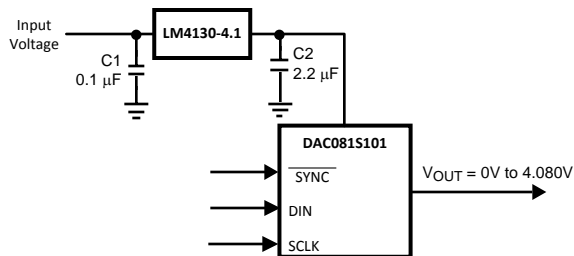 Input
Voltage
LM4130-4.1
C1
0.1 μF
C2
2.2 μF
DAC081S101
SYNC
VOUT = 0V to 4.080V
DIN
SCLK